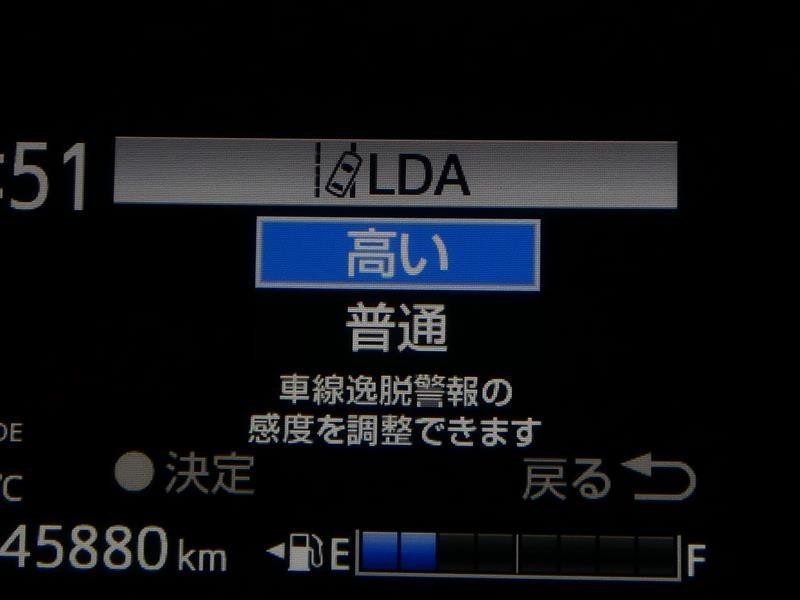 :51
LDA
高い
普通
車線逸脱警報の
感度を調整できます
決定
戻る
℃
45880 km
E
F